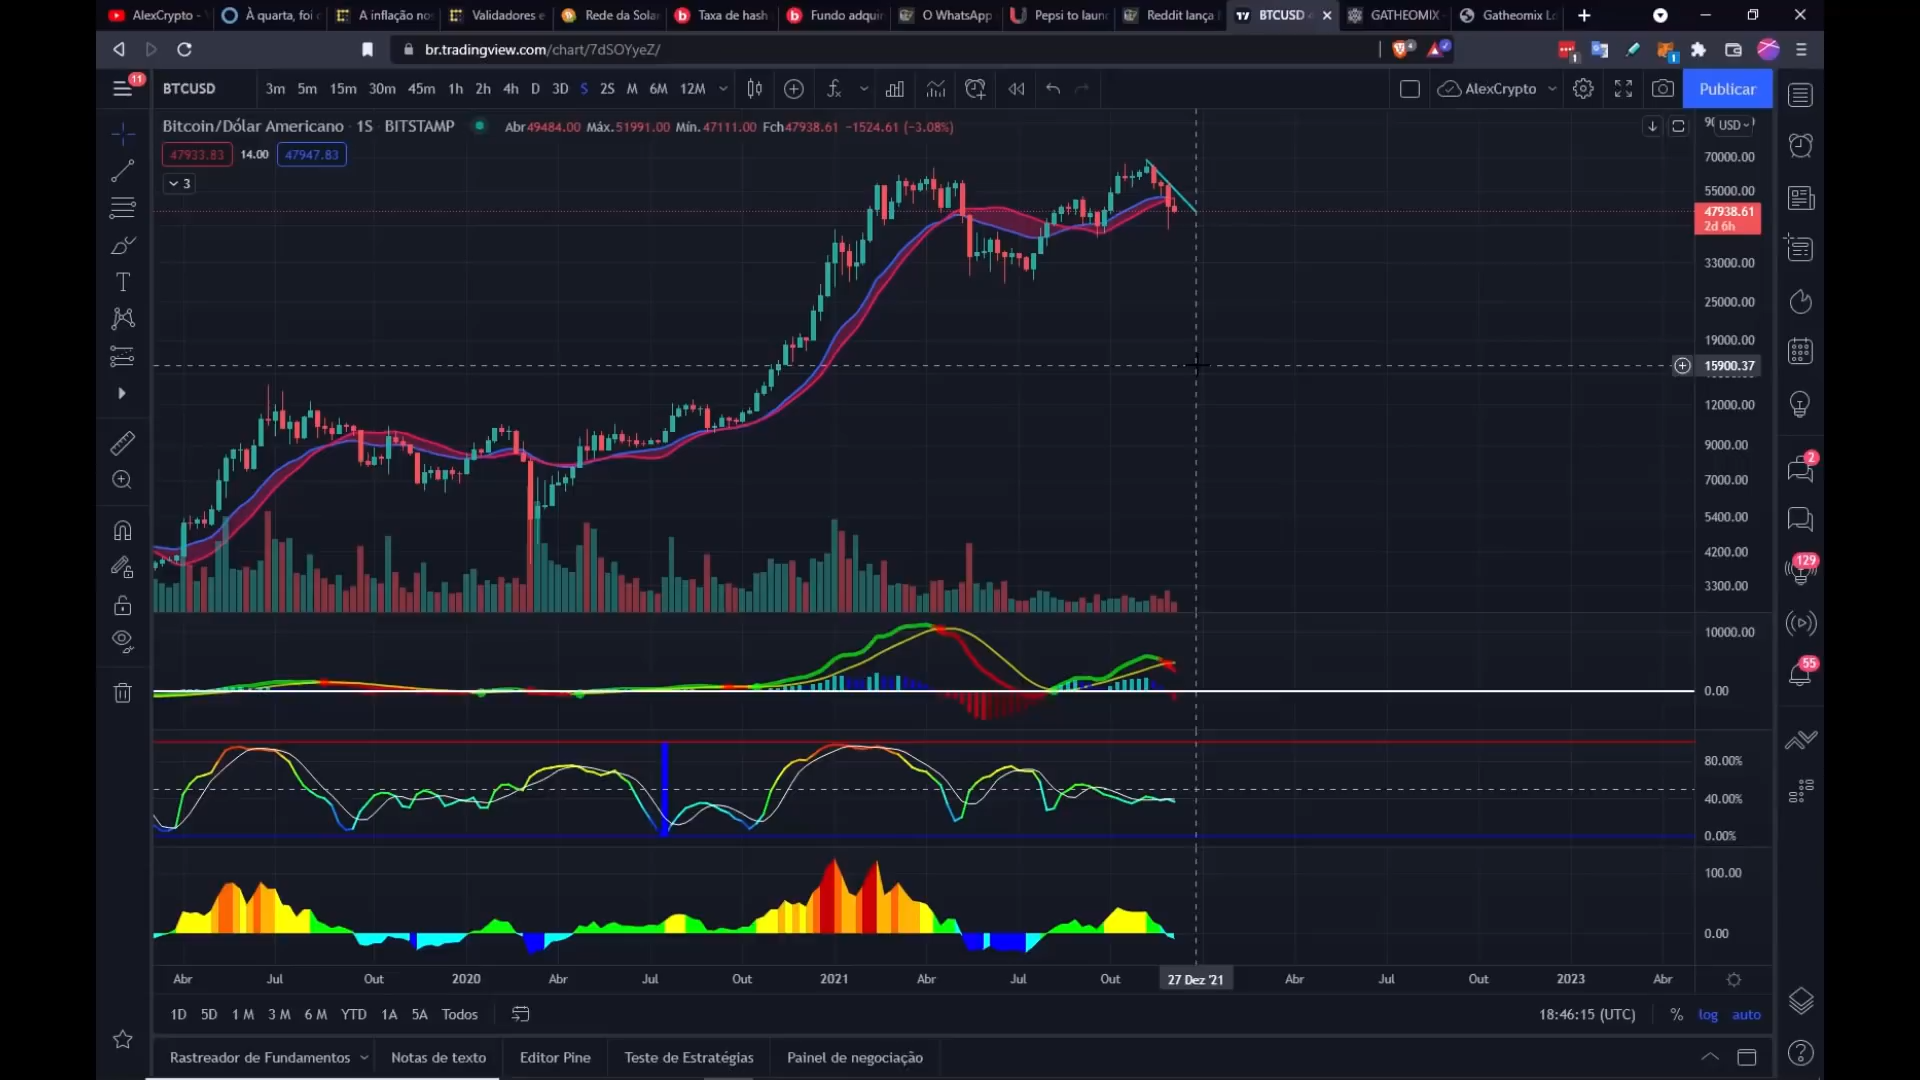 AlexCrypto -
À quarta, foi
A inflação nos
Validadores e
Rede da Sola
Taxa de hash
Fundo adqui
O WhatsApp
Pepsi to laun
Reddit lança
BTCUSD
GATHEOMIX
Gatheomix Lo
br.tradingview.com/chart/7dSOYyeZ/
11
BTCUSD
3m 5m 15m 30m 45m 1h 2h 4h D 3D S 2S M 6M 12M
AlexCrypto
Publicar
Bitcoin/Dólar Americano · 1S · BITSTAMP
Abr49484.00 Máx.51991.00 Mín.47111.00 Fch47938.61 −1524.61 (−3.08%)
USD
47933.83 14.00 47947.83
3
70000.00
55000.00
47938.61
2d 6h
33000.00
25000.00
19000.00
15900.37
12000.00
9000.00
7000.00
5400.00
4200.00
3300.00
10000.00
0.00
80.00%
40.00%
0.00%
100.00
0.00
Abr Jul Out 2020 Abr Jul Out 2021 Abr Jul Out 27 Dez '21 Abr Jul Out 2023 Abr
1D 5D 1M 3M 6M YTD 1A 5A Todos
18:46:15 (UTC)
% log auto
Rastreador de Fundamentos
Notas de texto
Editor Pine
Teste de Estratégias
Painel de negociação
2
129
55